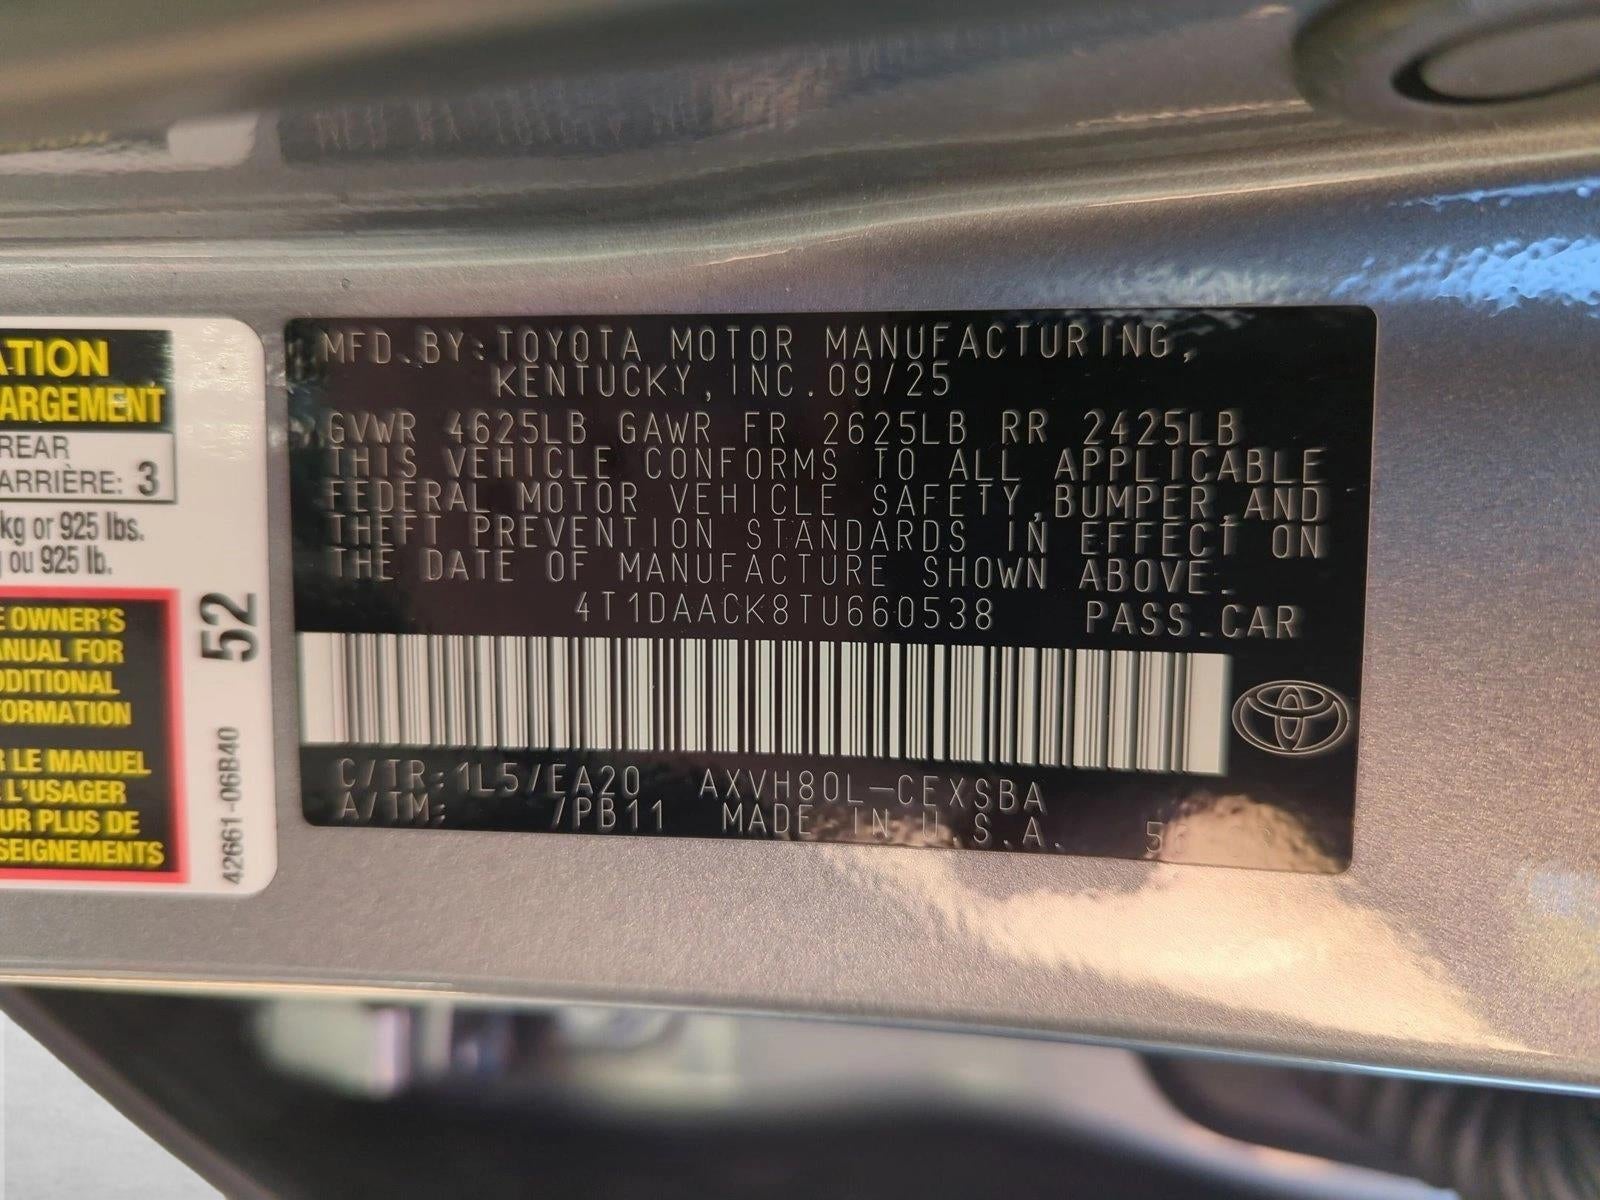 ATION
ARGEMENT
REAR
ARRIÈRE: 3
kg or 925 lbs.
ou 925 lb.
OWNER'S
ANUAL FOR
DDITIONAL
FORMATION
LE MANUEL
L'USAGER
UR PLUS DE
SEIGNEMENTS
52
42661-06B40
MFD.BY:TOYOTA MOTOR MANUFACTURING,
KENTUCKY,INC.09/25
GVWR 4625LB GAWR FR 2625LB RR 2425LB
THIS VEHICLE CONFORMS TO ALL APPLICABLE
FEDERAL MOTOR VEHICLE SAFETY,BUMPER,AND
THEFT PREVENTION STANDARDS IN EFFECT ON
THE DATE OF MANUFACTURE SHOWN ABOVE.
4T1DAACK8TU660538 PASS.CAR
C/TR:1L5/EA20 AXVH80L-CEXSBA
A/TM: /PB11 MADE IN U.S.A.